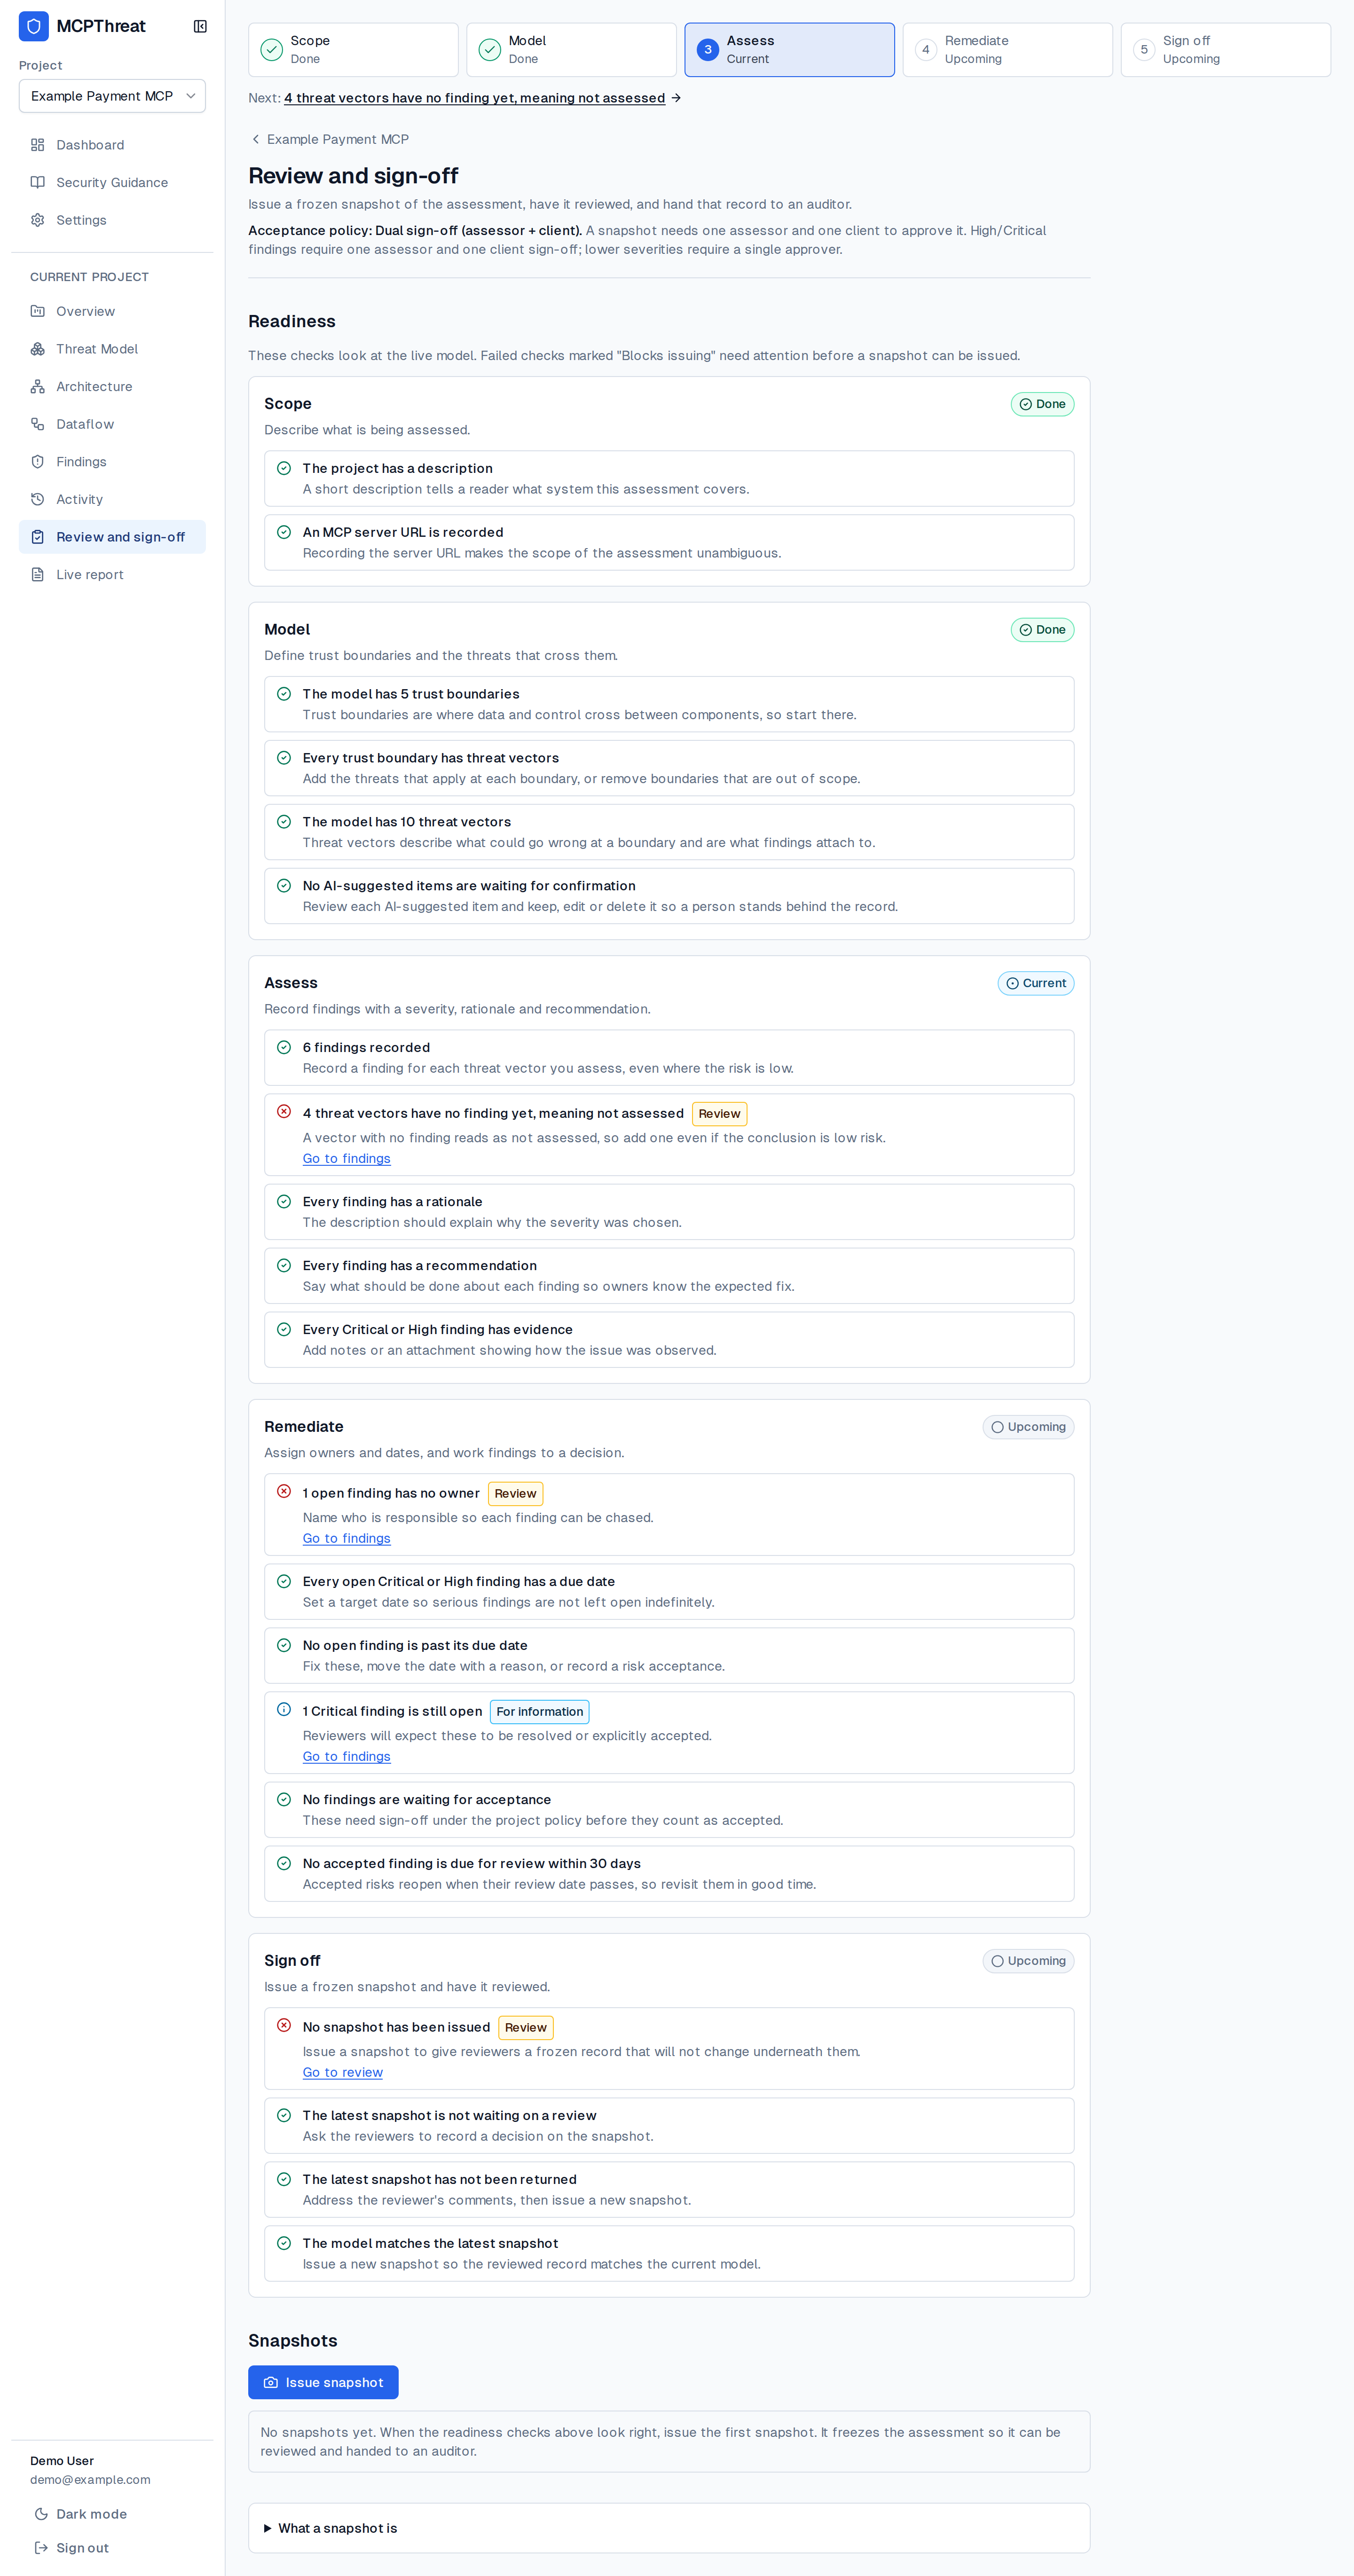 MCPThreat
Project
Example Payment MCP
Dashboard
Security Guidance
Settings
CURRENT PROJECT
Overview
Threat Model
Architecture
Dataflow
Findings
Activity
Review and sign-off
Live report
Demo User
demo@example.com
Dark mode
Sign out
Scope
Done
Model
Done
3
Assess
Current
4
Remediate
Upcoming
5
Sign off
Upcoming
Next: 4 threat vectors have no finding yet, meaning not assessed →
Example Payment MCP
Review and sign-off
Issue a frozen snapshot of the assessment, have it reviewed, and hand that record to an auditor.
Acceptance policy: Dual sign-off (assessor + client). A snapshot needs one assessor and one client to approve it. High/Critical
findings require one assessor and one client sign-off; lower severities require a single approver.
Readiness
These checks look at the live model. Failed checks marked "Blocks issuing" need attention before a snapshot can be issued.
Scope
Done
Describe what is being assessed.
The project has a description
A short description tells a reader what system this assessment covers.
An MCP server URL is recorded
Recording the server URL makes the scope of the assessment unambiguous.
Model
Done
Define trust boundaries and the threats that cross them.
The model has 5 trust boundaries
Trust boundaries are where data and control cross between components, so start there.
Every trust boundary has threat vectors
Add the threats that apply at each boundary, or remove boundaries that are out of scope.
The model has 10 threat vectors
Threat vectors describe what could go wrong at a boundary and are what findings attach to.
No AI-suggested items are waiting for confirmation
Review each AI-suggested item and keep, edit or delete it so a person stands behind the record.
Assess
Current
Record findings with a severity, rationale and recommendation.
6 findings recorded
Record a finding for each threat vector you assess, even where the risk is low.
4 threat vectors have no finding yet, meaning not assessed Review
A vector with no finding reads as not assessed, so add one even if the conclusion is low risk.
Go to findings
Every finding has a rationale
The description should explain why the severity was chosen.
Every finding has a recommendation
Say what should be done about each finding so owners know the expected fix.
Every Critical or High finding has evidence
Add notes or an attachment showing how the issue was observed.
Remediate
Upcoming
Assign owners and dates, and work findings to a decision.
1 open finding has no owner Review
Name who is responsible so each finding can be chased.
Go to findings
Every open Critical or High finding has a due date
Set a target date so serious findings are not left open indefinitely.
No open finding is past its due date
Fix these, move the date with a reason, or record a risk acceptance.
1 Critical finding is still open For information
Reviewers will expect these to be resolved or explicitly accepted.
Go to findings
No findings are waiting for acceptance
These need sign-off under the project policy before they count as accepted.
No accepted finding is due for review within 30 days
Accepted risks reopen when their review date passes, so revisit them in good time.
Sign off
Upcoming
Issue a frozen snapshot and have it reviewed.
No snapshot has been issued Review
Issue a snapshot to give reviewers a frozen record that will not change underneath them.
Go to review
The latest snapshot is not waiting on a review
Ask the reviewers to record a decision on the snapshot.
The latest snapshot has not been returned
Address the reviewer's comments, then issue a new snapshot.
The model matches the latest snapshot
Issue a new snapshot so the reviewed record matches the current model.
Snapshots
Issue snapshot
No snapshots yet. When the readiness checks above look right, issue the first snapshot. It freezes the assessment so it can be
reviewed and handed to an auditor.
What a snapshot is